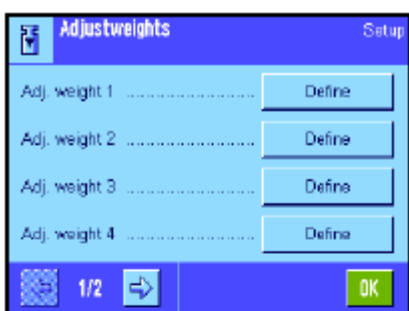 Adjustweights Setup
Adj. weight 1 ........................ Define
Adj. weight 2 ........................ Define
Adj. weight 3 ........................ Define
Adj. weight 4 ........................ Define
1/2 OK